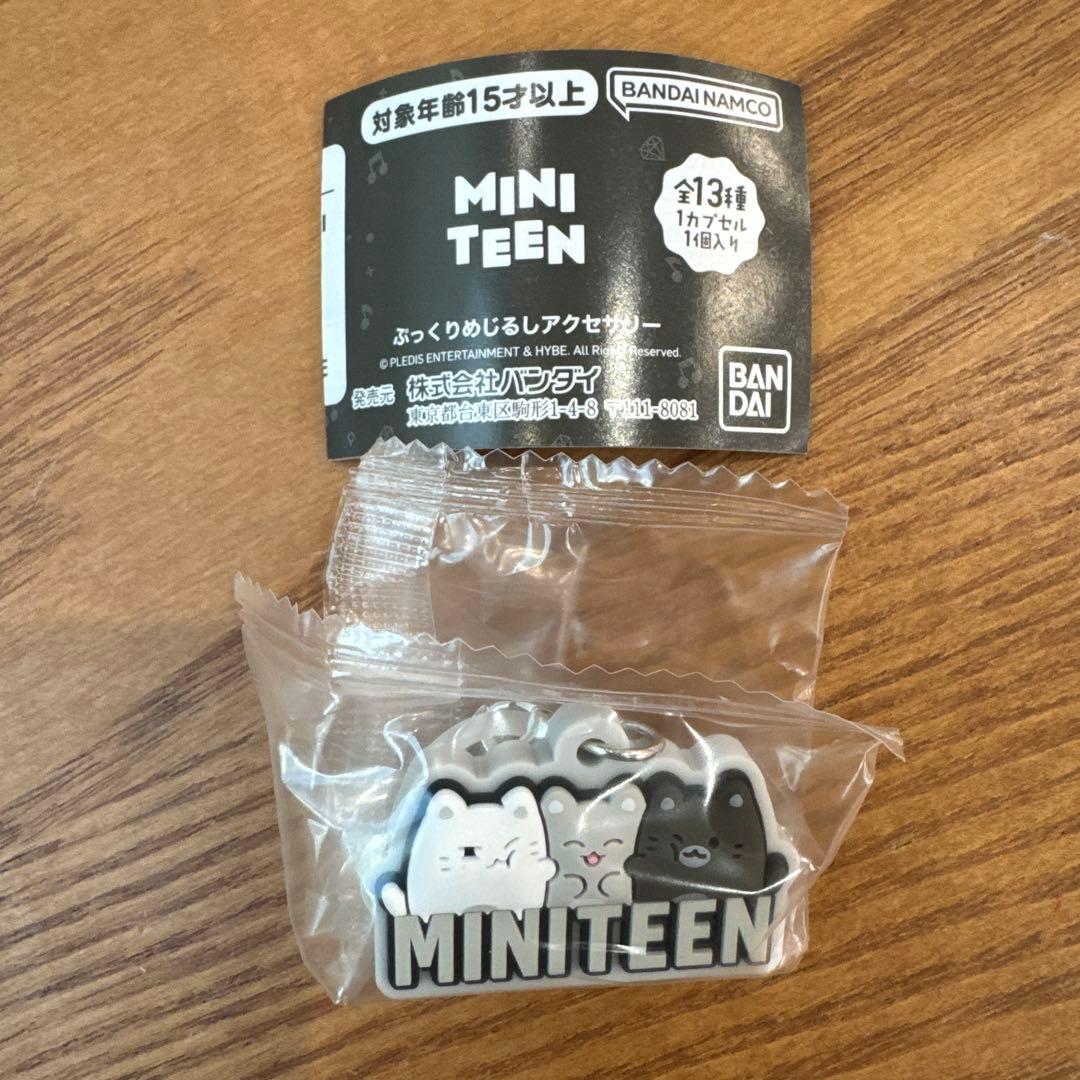 対象年齢15才以上
BANDAI NAMCO
MINI
TEEN
全13種
1カプセル
1個入り
ぷっくりめじるしアクセサリー
© PLEDIS ENTERTAINMENT & HYBE. All Rights Reserved.
発売元 株式会社バンダイ
東京都台東区駒形1-4-8 〒111-8081
BAN
DAI
MINITEEN